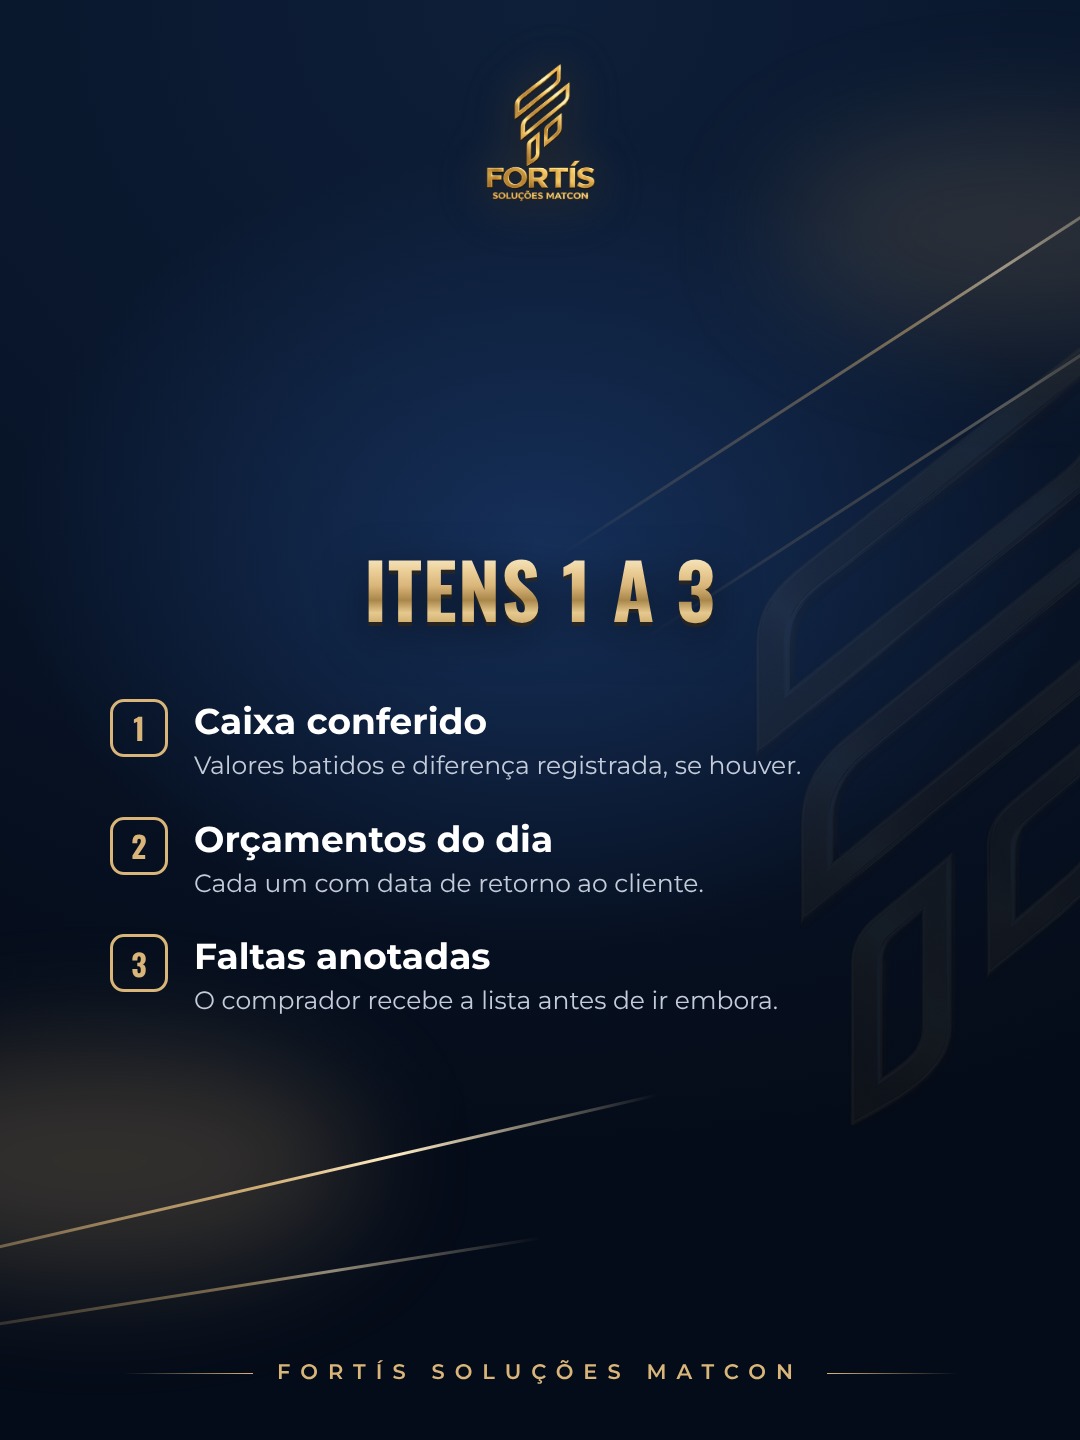 FORTÍS
SOLUÇÕES MATCON
ITENS 1 A 3
1
Caixa conferido
Valores batidos e diferença registrada, se houver.
2
Orçamentos do dia
Cada um com data de retorno ao cliente.
3
Faltas anotadas
O comprador recebe a lista antes de ir embora.
FORTÍS SOLUÇÕES MATCON